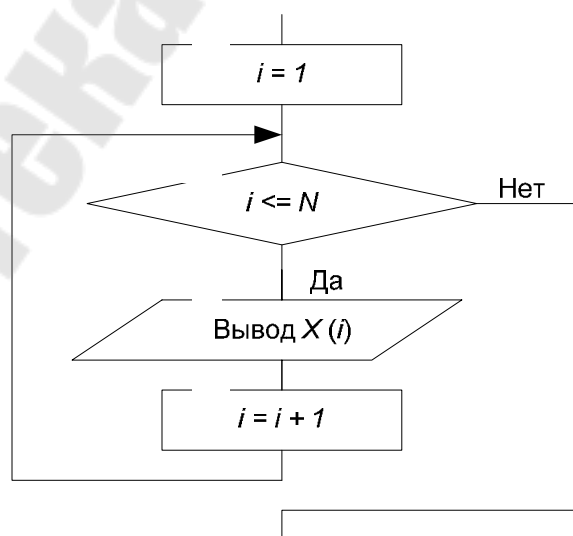 i = 1
i <= N
Нет
Да
Вывод X (i)
i = i + 1